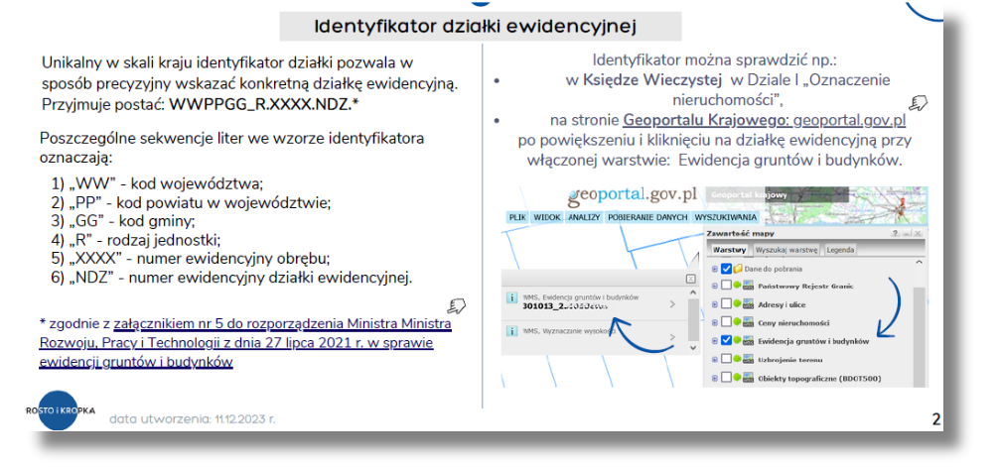 Identyfikator działki ewidencyjnej
Unikalny w skali kraju identyfikator działki pozwala w
sposób precyzyjny wskazać konkretną działkę ewidencyjną.
Przyjmuje postać: WWPPGG_R.XXXX.NDZ.*
Poszczególne sekwencje liter we wzorze identyfikatora
oznaczają:
1) „WW” - kod województwa;
2) „PP” - kod powiatu w województwie;
3) „GG” - kod gminy;
4) „R” - rodzaj jednostki;
5) „XXXX” - numer ewidencyjny obrębu;
6) „NDZ” - numer ewidencyjny działki ewidencyjnej.
* zgodnie z załącznikiem nr 5 do rozporządzenia Ministra Ministra
Rozwoju, Pracy i Technologii z dnia 27 lipca 2021 r. w sprawie
ewidencji gruntów i budynków
Identyfikator można sprawdzić np.:
• w Księdze Wieczystej w Dziale I „Oznaczenie
nieruchomości”,
• na stronie Geoportalu Krajowego: geoportal.gov.pl
po powiększeniu i kliknięciu na działkę ewidencyjną przy
włączonej warstwie: Ewidencja gruntów i budynków.
geoportal.gov.pl
Geoportal krajowy
PLIK WIDOK ANALIZY POBIERANIE DANYCH WYSZUKIWANIA
Zawartość mapy
Warstwy Wyszukaj warstwę Legenda
Dane do pobrania
Państwowy Rejestr Granic
Adresy i ulice
Ceny nieruchomości
Ewidencja gruntów i budynków
Uzbrojenie terenu
Obiekty topograficzne (BDOT500)
WMS, Ewidencja gruntów i budynków
301013_2
WMS, Wyznaczanie wysokości
PROSTO i KROPKA
data utworzenia: 11.12.2023 r.
2